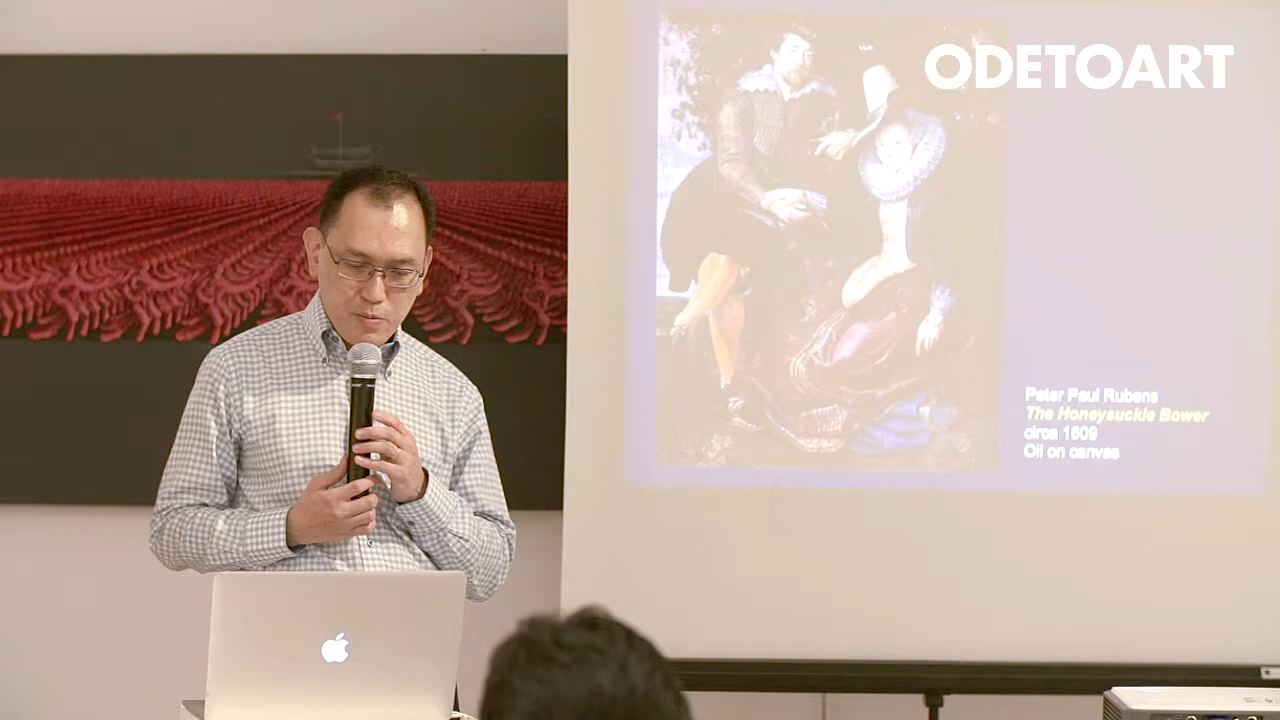 ODETOART
Peter Paul Rubens
The Honeysuckle Bower
circa 1609
Oil on canvas